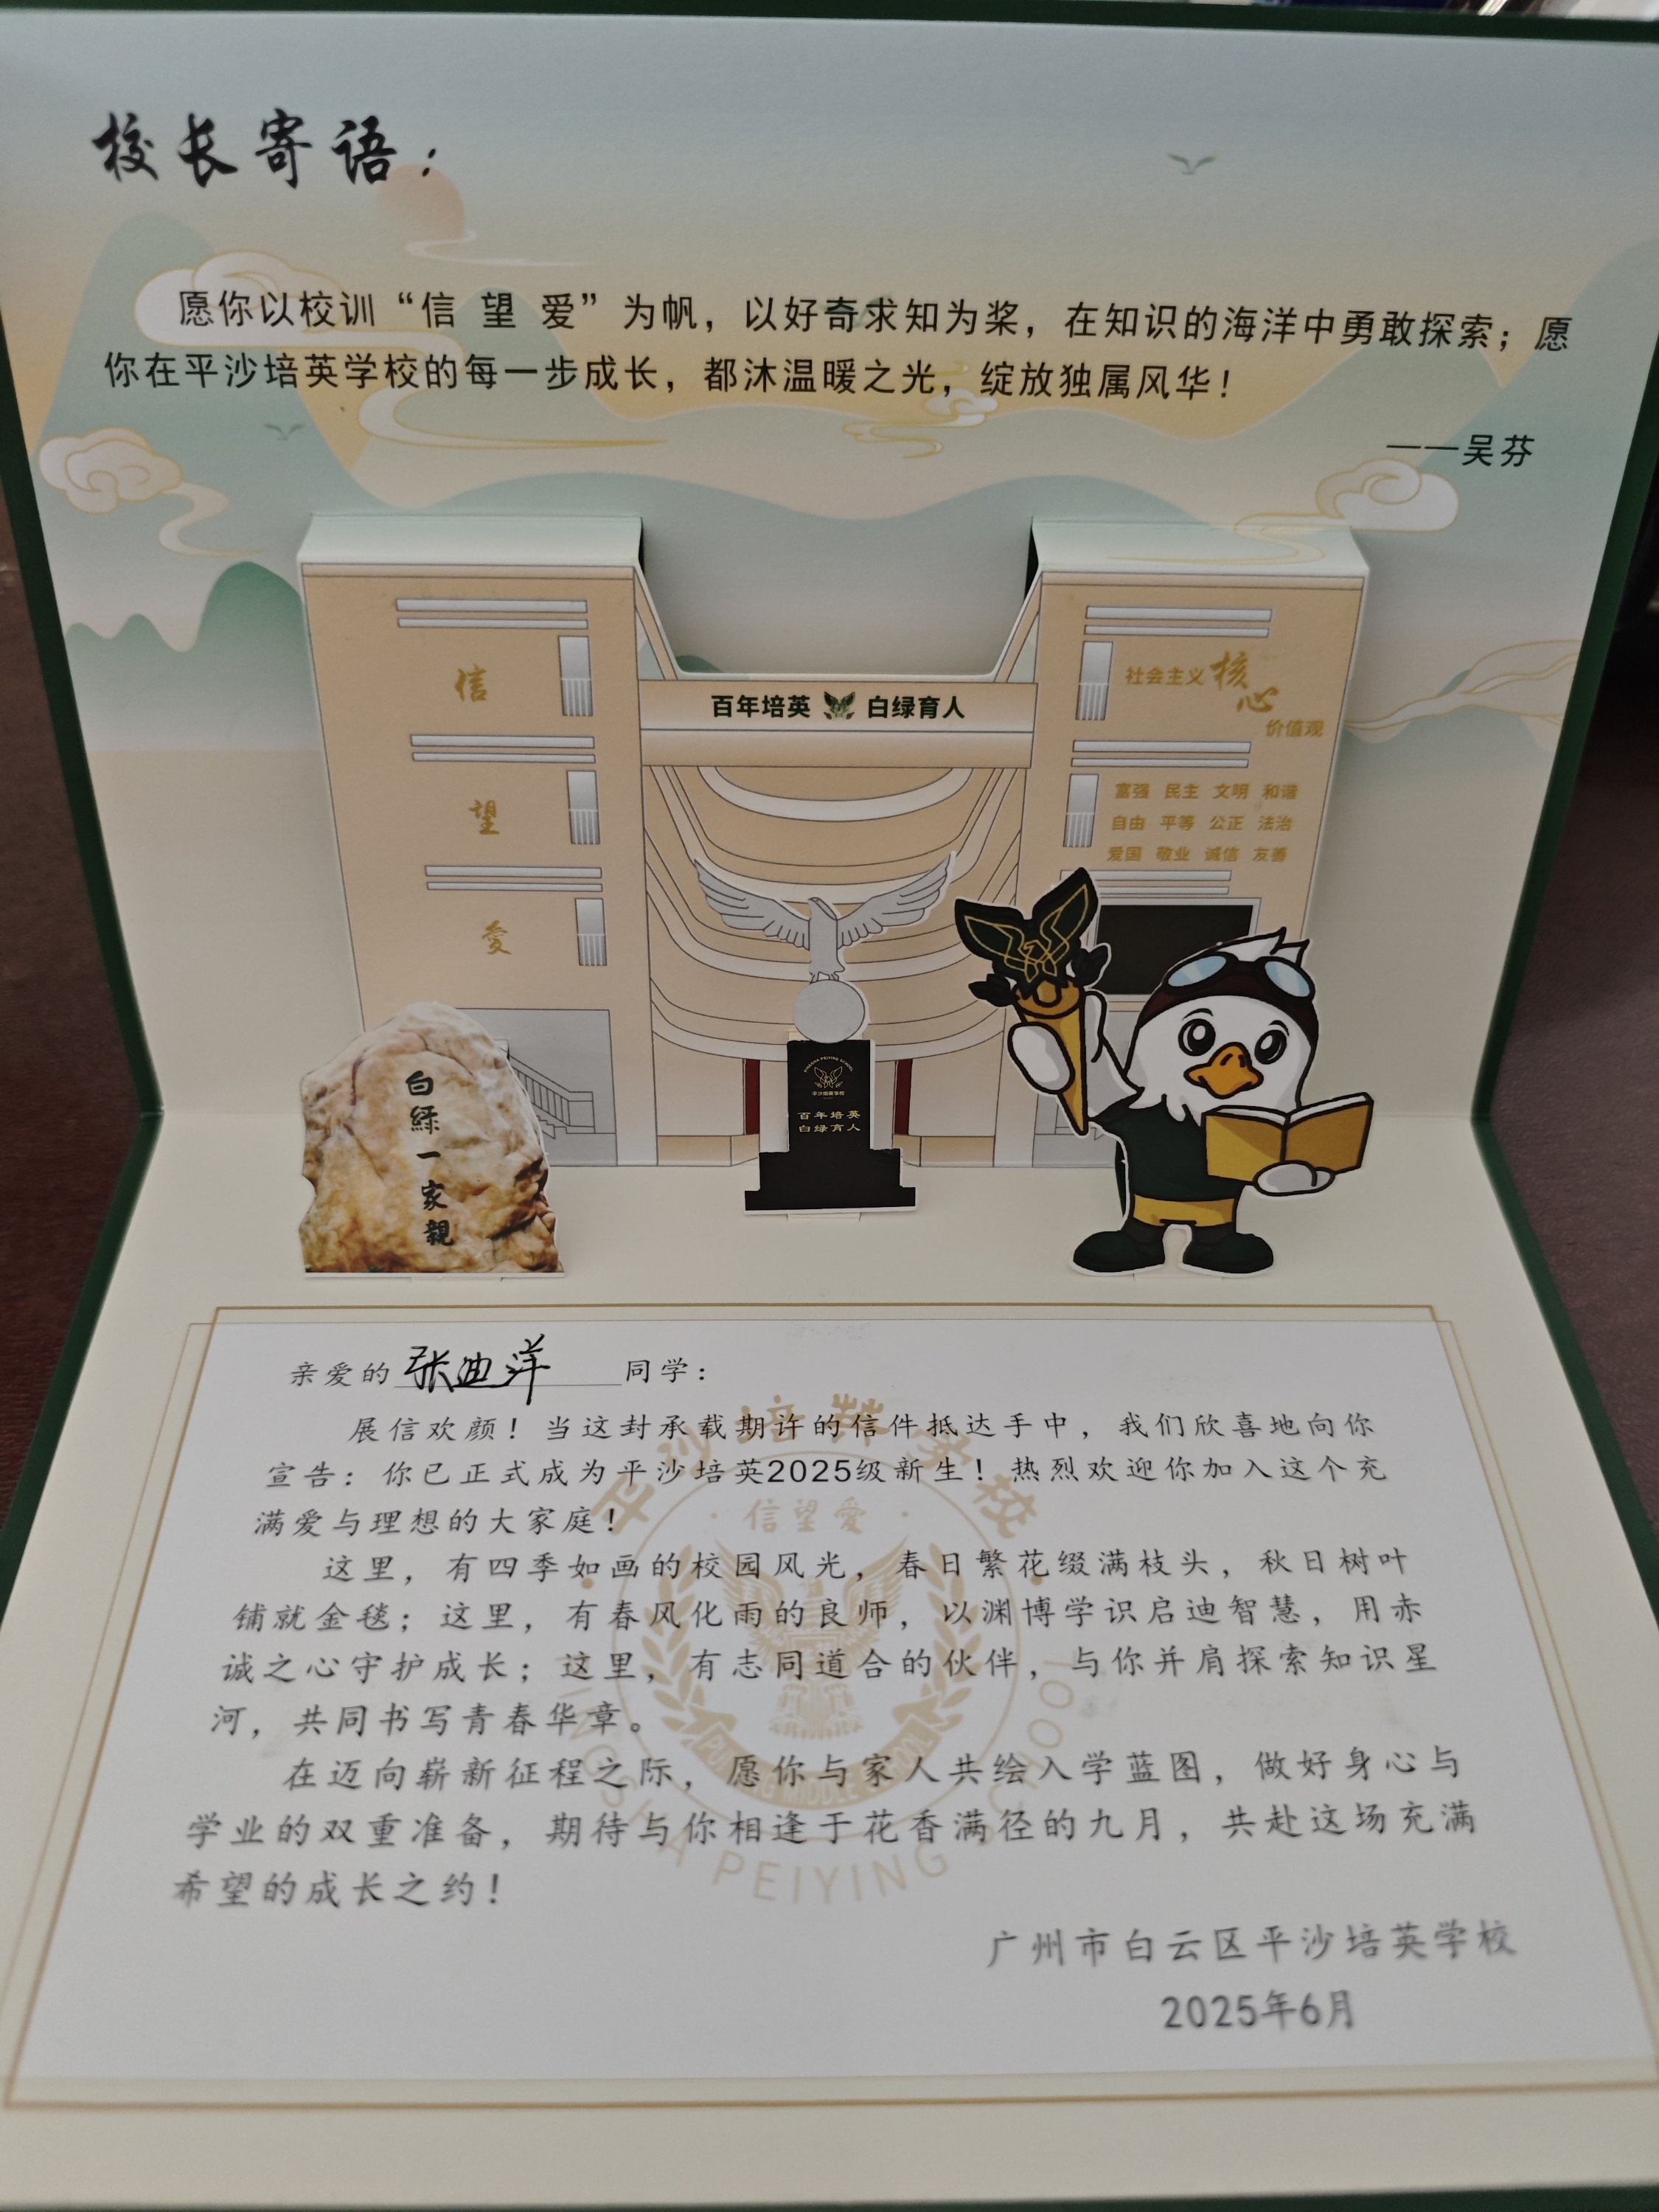 校长寄语：
愿你以校训“信 望 爱”为帆，以好奇求知为桨，在知识的海洋中勇敢探索；愿
你在平沙培英学校的每一步成长，都沐温暖之光，绽放独属风华！
——吴芬
百年培英 白绿育人
信
望
愛
社会主义核心
价值观
富强 民主 文明 和谐
自由 平等 公正 法治
爱国 敬业 诚信 友善
平沙培英学校
百年培英
白绿育人
白
綠
一
家
親
亲爱的 张迪洋 同学：
展信欢颜！当这封承载期许的信件抵达手中，我们欣喜地向你
宣告：你已正式成为平沙培英2025级新生！热烈欢迎你加入这个充
满爱与理想的大家庭！
这里，有四季如画的校园风光，春日繁花缀满枝头，秋日树叶
铺就金毯；这里，有春风化雨的良师，以渊博学识启迪智慧，用赤
诚之心守护成长；这里，有志同道合的伙伴，与你并肩探索知识星
河，共同书写青春华章。
在迈向崭新征程之际，愿你与家人共绘入学蓝图，做好身心与
学业的双重准备，期待与你相逢于花香满径的九月，共赴这场充满
希望的成长之约！
广州市白云区平沙培英学校
2025年6月
信望愛